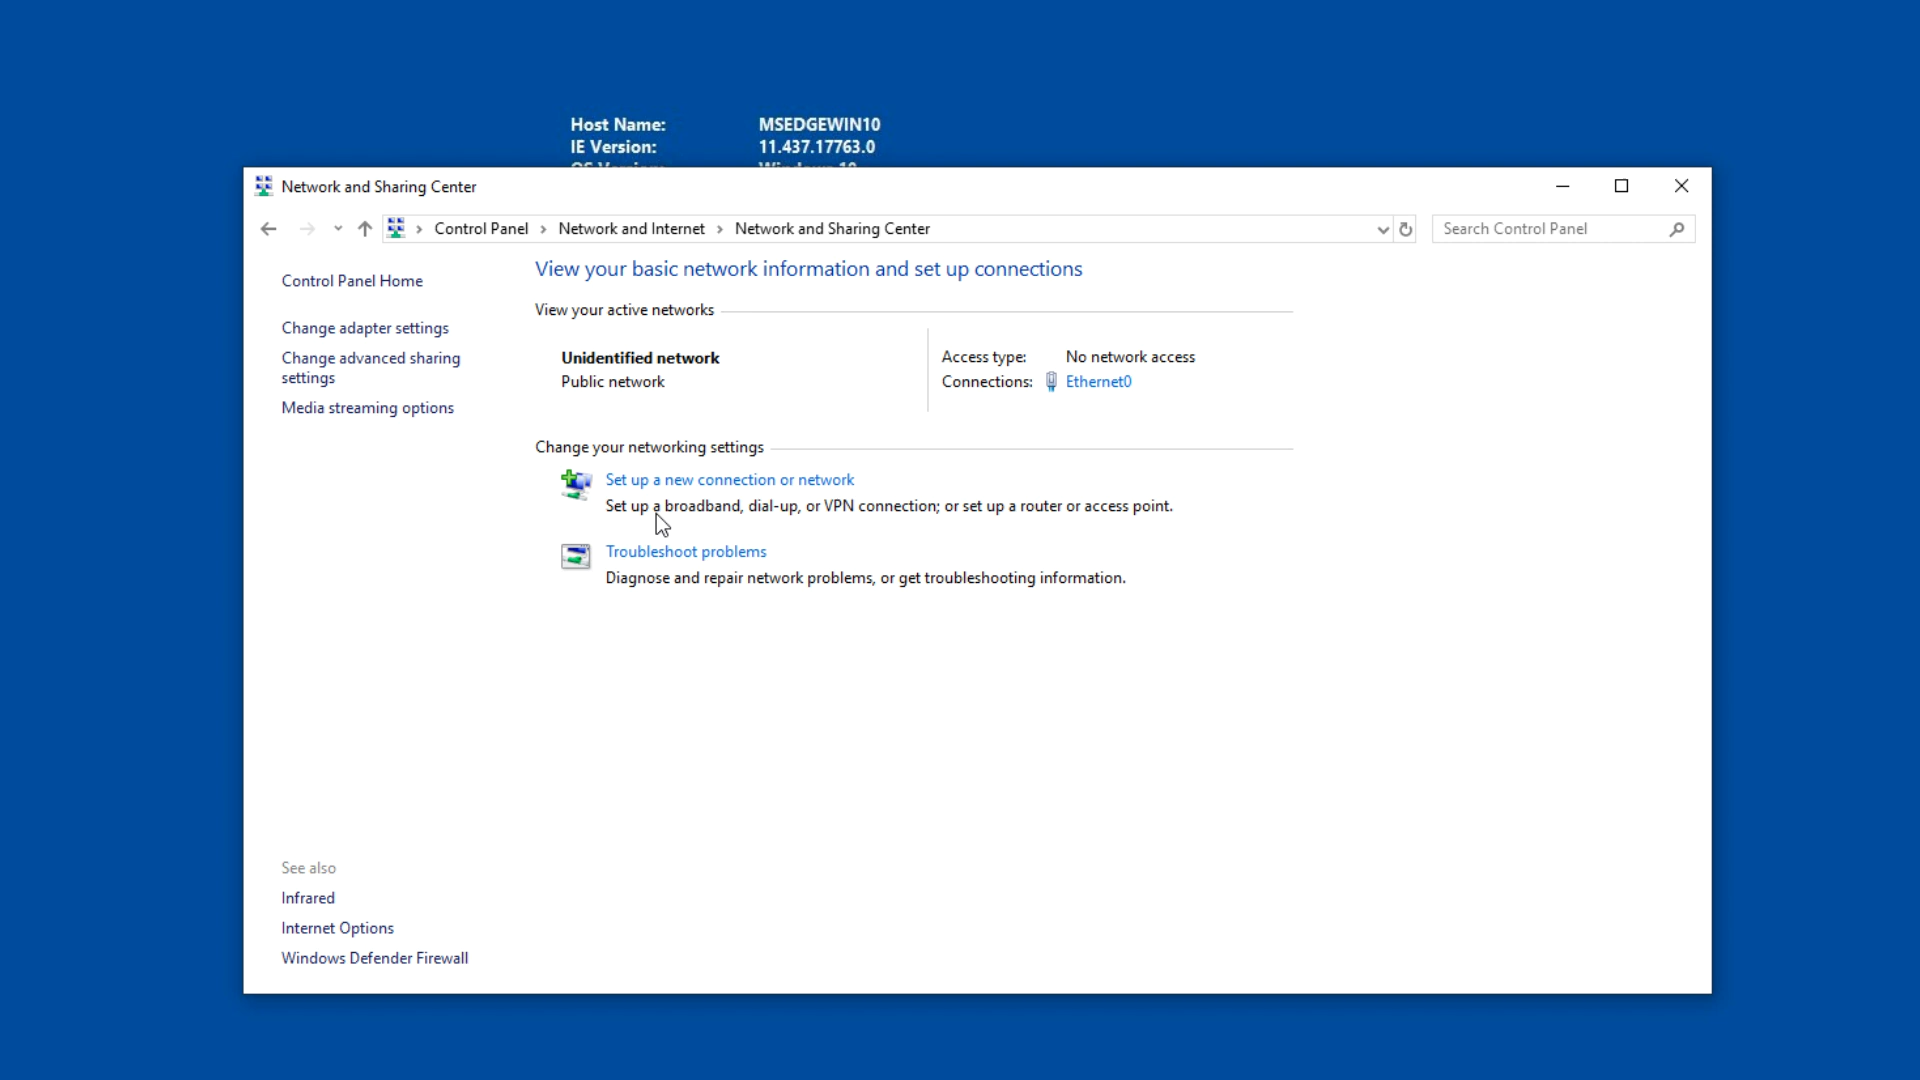 Host Name: MSEDGEWIN10
IE Version: 11.437.17763.0
OS Version: Windows 10
Network and Sharing Center
Control Panel > Network and Internet > Network and Sharing Center
Search Control Panel
Control Panel Home
Change adapter settings
Change advanced sharing
settings
Media streaming options
View your basic network information and set up connections
View your active networks
Unidentified network
Public network
Access type: No network access
Connections: Ethernet0
Change your networking settings
Set up a new connection or network
Set up a broadband, dial-up, or VPN connection; or set up a router or access point.
Troubleshoot problems
Diagnose and repair network problems, or get troubleshooting information.
See also
Infrared
Internet Options
Windows Defender Firewall